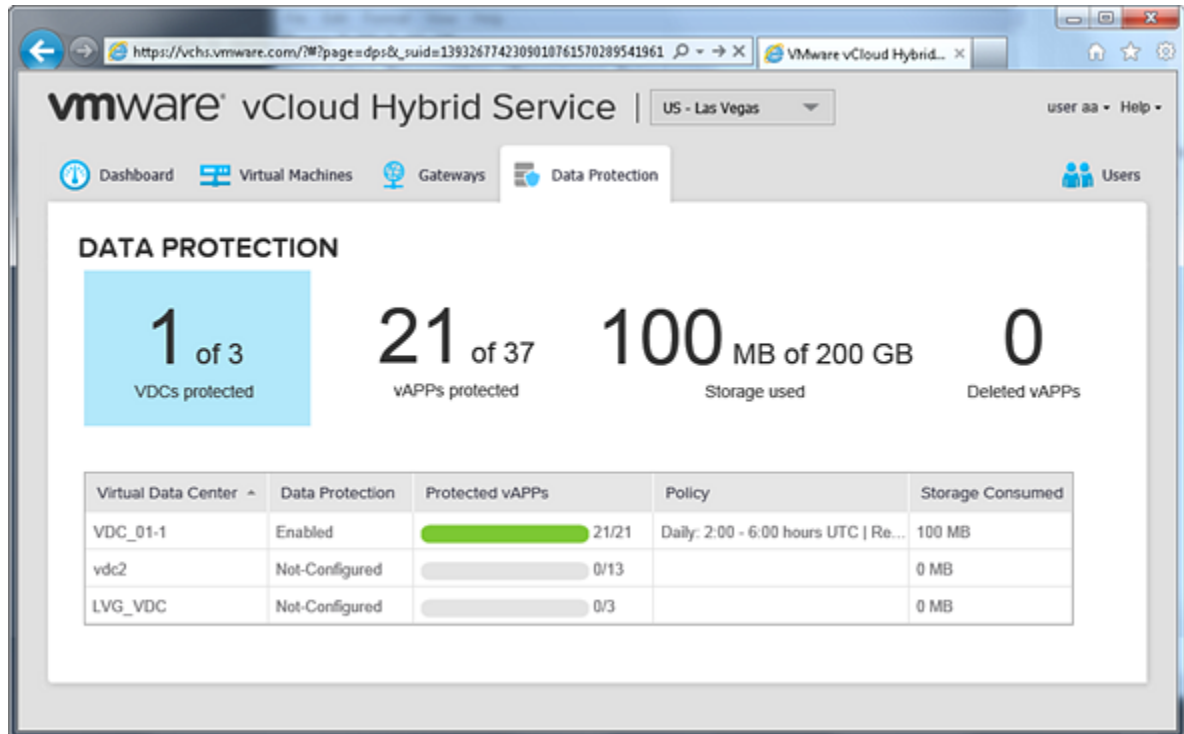 https://vchs.vmware.com/?#?page=dps&_suid=139326774230901076157028954​1961
VMware vCloud Hybrid...
vmware vCloud Hybrid Service | US - Las Vegas
user aa Help
Dashboard Virtual Machines Gateways Data Protection Users
DATA PROTECTION
1 of 3 21 of 37 100 MB of 200 GB 0
VDCs protected vAPPs protected Storage used Deleted vAPPs
Virtual Data Center Data Protection Protected vAPPs Policy Storage Consumed
VDC_01-1 Enabled 21/21 Daily: 2:00 - 6:00 hours UTC | Re... 100 MB
vdc2 Not-Configured 0/13 0 MB
LVG_VDC Not-Configured 0/3 0 MB